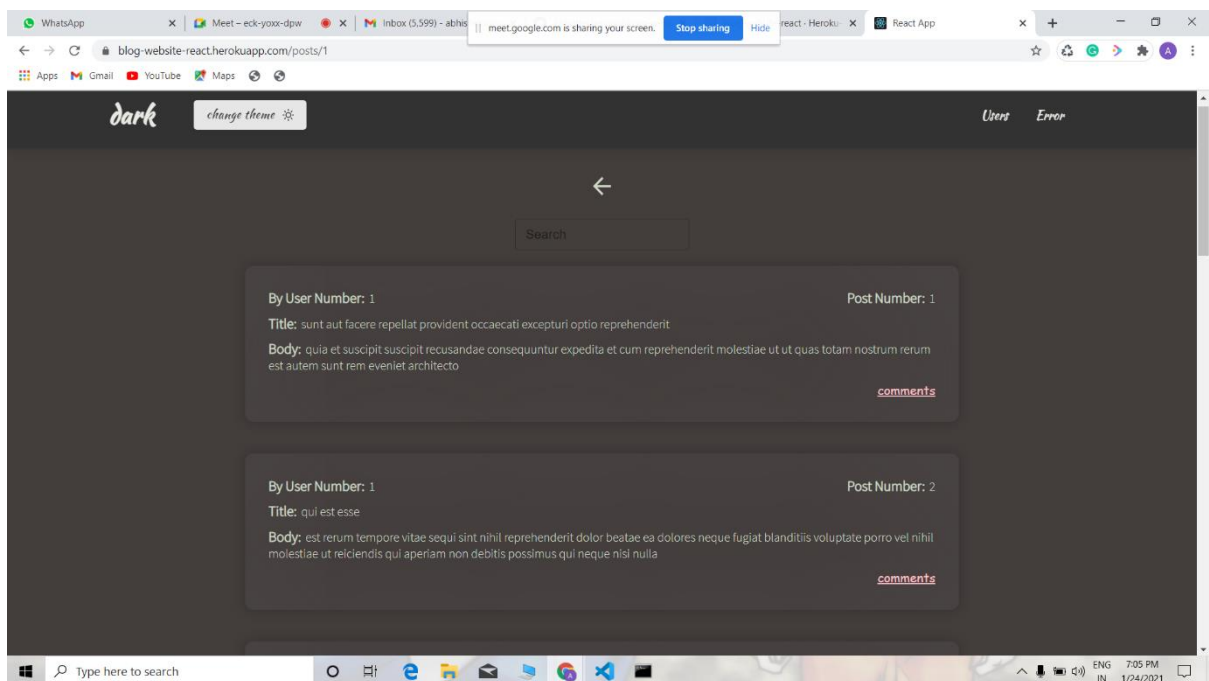 WhatsApp
Meet – eck-yoxx-dpw
Inbox (5,599) - abhis
meet.google.com is sharing your screen.
Stop sharing
Hide
react - Heroku
React App
blog-website-react.herokuapp.com/posts/1
Apps
Gmail
YouTube
Maps
dark
change theme
Users
Error
Search
By User Number: 1
Post Number: 1
Title: sunt aut facere repellat provident occaecati excepturi optio reprehenderit
Body: quia et suscipit suscipit recusandae consequuntur expedita et cum reprehenderit molestiae ut ut quas totam nostrum rerum
est autem sunt rem eveniet architecto
comments
By User Number: 1
Post Number: 2
Title: qui est esse
Body: est rerum tempore vitae sequi sint nihil reprehenderit dolor beatae ea dolores neque fugiat blanditiis voluptate porro vel nihil
molestiae ut reiciendis qui aperiam non debitis possimus qui neque nisi nulla
comments
Type here to search
ENG
IN
7:05 PM
1/24/2021